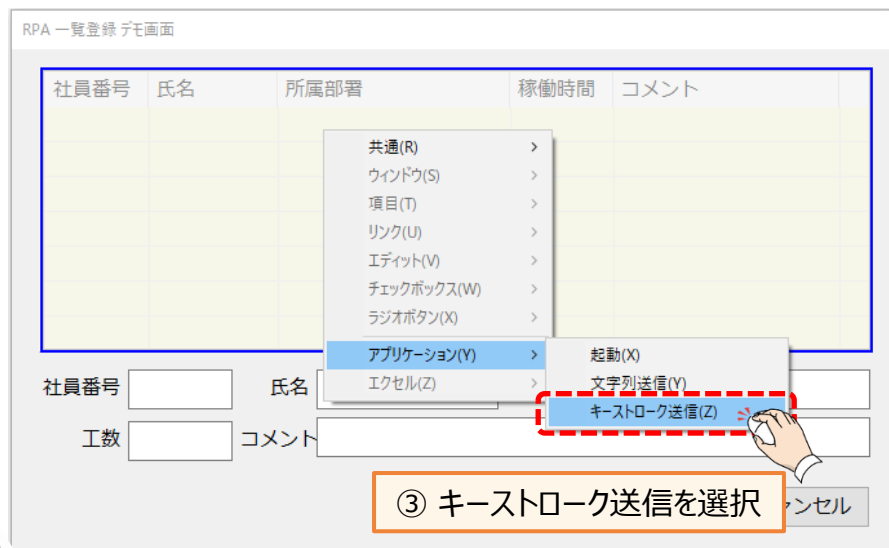 RPA 一覧登録 デモ画面
社員番号 氏名 所属部署 稼働時間 コメント
共通(R)
ウィンドウ(S)
項目(T)
リンク(U)
エディット(V)
チェックボックス(W)
ラジオボタン(X)
アプリケーション(Y)
エクセル(Z)
起動(X)
文字列送信(Y)
キーストローク送信(Z)
社員番号 氏名
工数 コメント
③ キーストローク送信を選択
ンセル